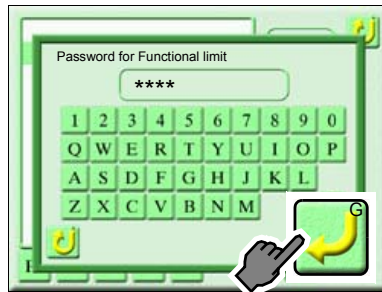 Password for Functional limit
****
1 2 3 4 5 6 7 8 9 0
Q W E R T Y U I O P
A S D F G H J K L
Z X C V B N M
G